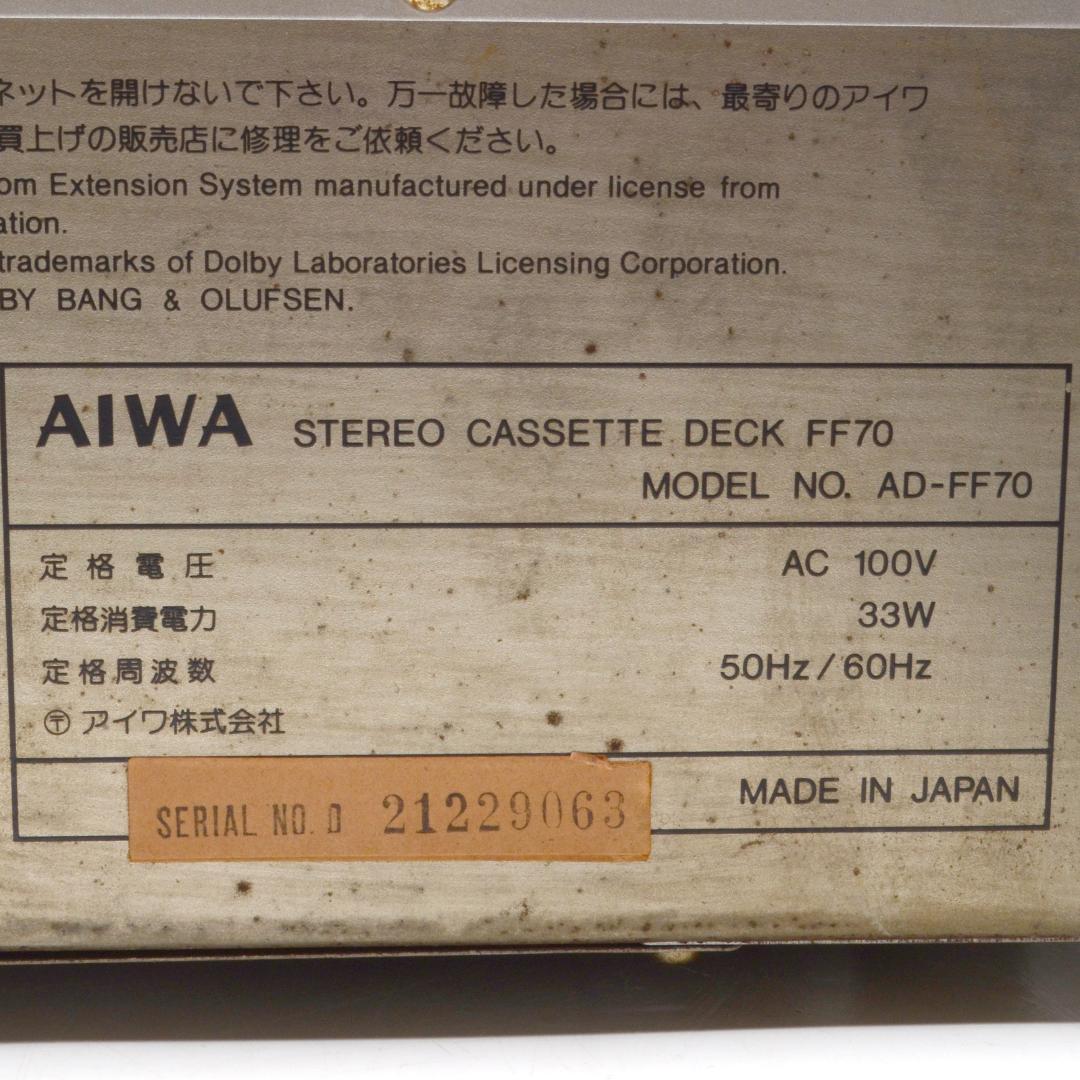 ネットを開けないで下さい。万一故障した場合には、最寄りのアイワ
買上げの販売店に修理をご依頼ください。
om Extension System manufactured under license from
ation.
trademarks of Dolby Laboratories Licensing Corporation.
BY BANG & OLUFSEN.
AIWA STEREO CASSETTE DECK FF70
MODEL NO. AD-FF70
定格電圧 AC 100V
定格消費電力 33W
定格周波数 50Hz/60Hz
〶 アイワ株式会社
SERIAL NO. D 21229063
MADE IN JAPAN